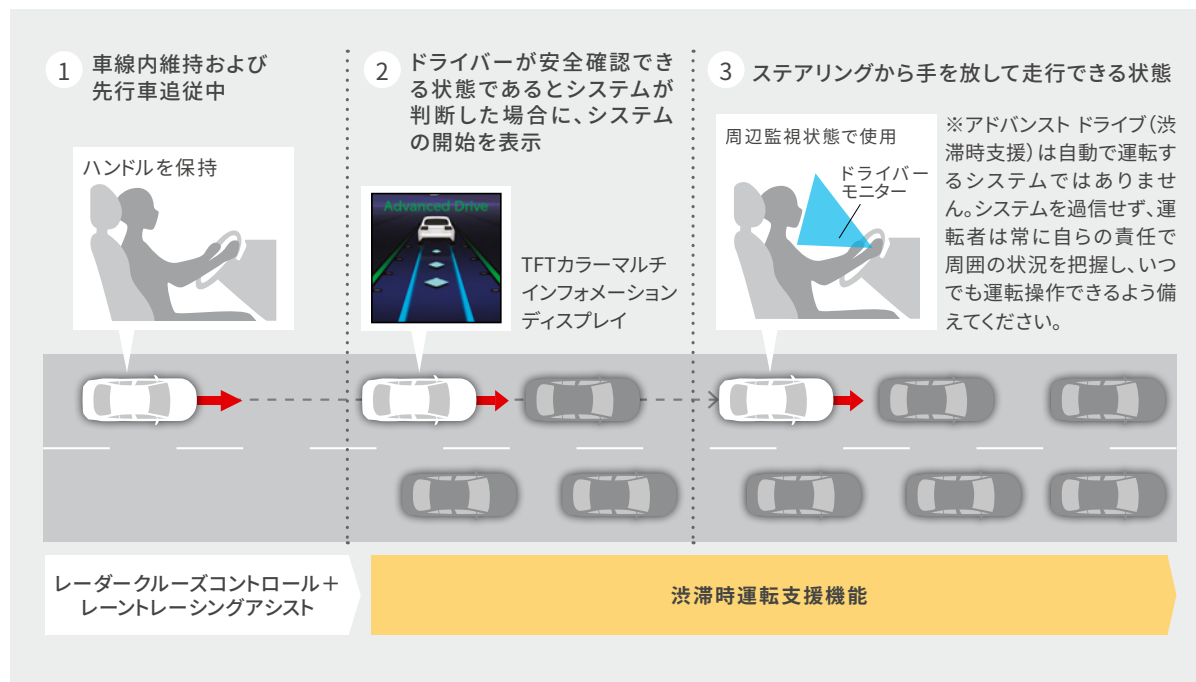 1
車線内維持および
先行車追従中
ハンドルを保持
2
ドライバーが安全確認でき
る状態であるとシステムが
判断した場合に、システム
の開始を表示
Advanced Drive
TFTカラーマルチ
インフォメーション
ディスプレイ
3
ステアリングから手を放して走行できる状態
周辺監視状態で使用
ドライバー
モニター
※アドバンスト ドライブ(渋
滞時支援)は自動で運転す
るシステムではありませ
ん。システムを過信せず、運
転者は常に自らの責任で
周囲の状況を把握し、いつ
でも運転操作できるよう備
えてください。
レーダークルーズコントロール＋
レーントレーシングアシスト
渋滞時運転支援機能